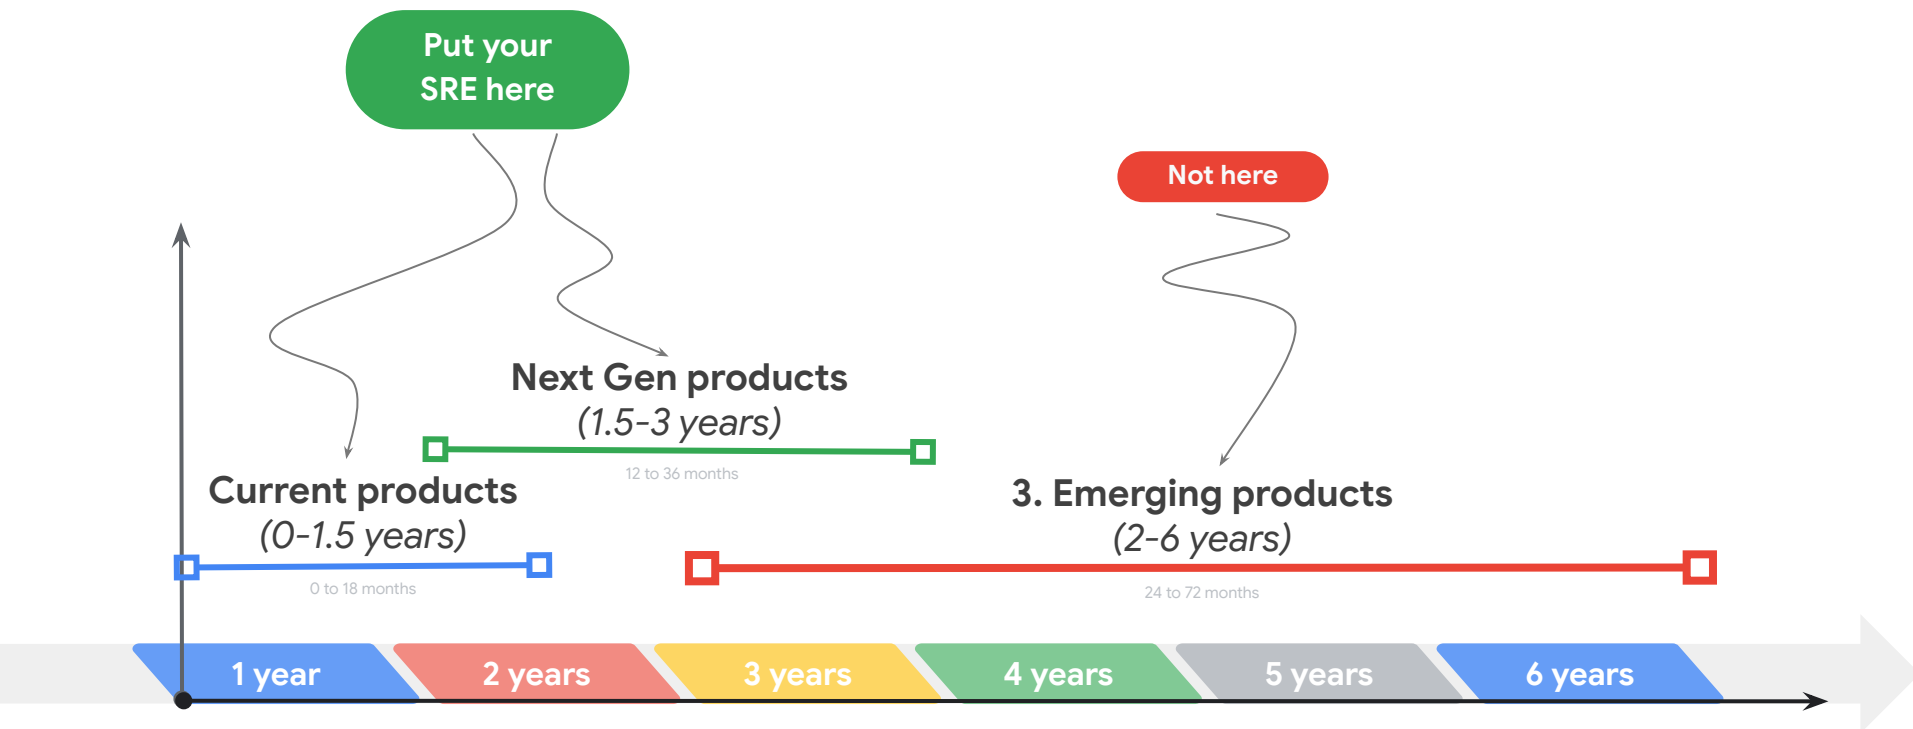 Put your
SRE here
Not here
Next Gen products
(1.5-3 years)
12 to 36 months
Current products
(0-1.5 years)
0 to 18 months
3. Emerging products
(2-6 years)
24 to 72 months
1 year
2 years
3 years
4 years
5 years
6 years